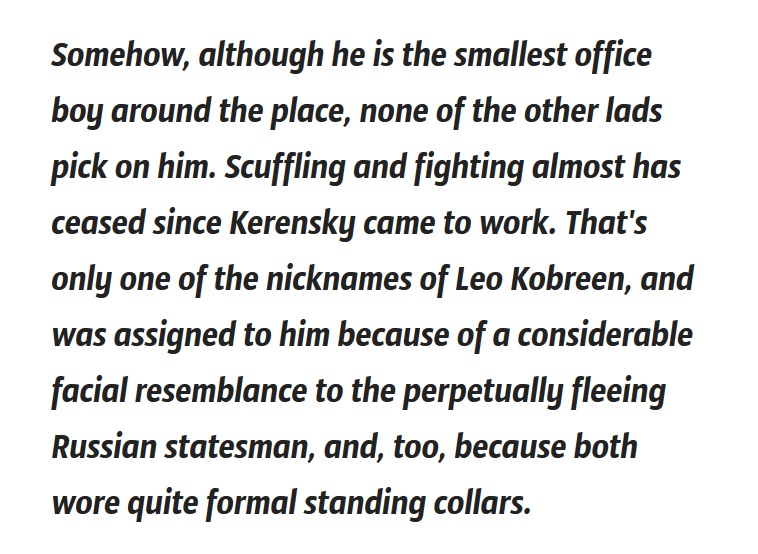 Somehow, although he is the smallest office
boy around the place, none of the other lads
pick on him. Scuffling and fighting almost has
ceased since Kerensky came to work. That's
only one of the nicknames of Leo Kobreen, and
was assigned to him because of a considerable
facial resemblance to the perpetually fleeing
Russian statesman, and, too, because both
wore quite formal standing collars.